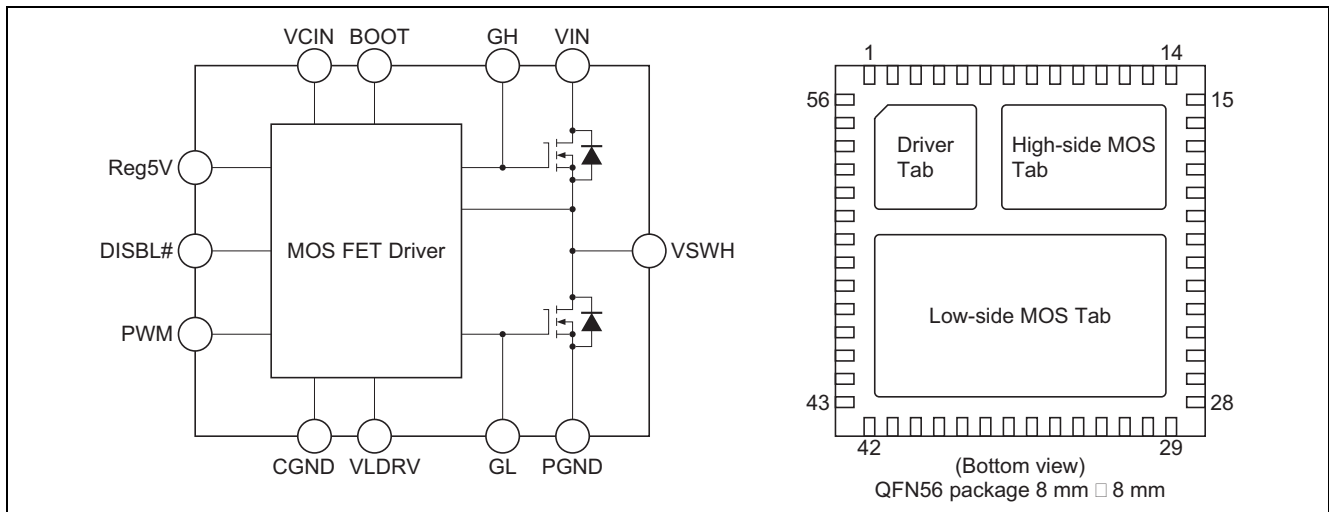 VCIN BOOT GH VIN
Reg5V
DISBL#
PWM
MOS FET Driver
VSWH
CGND VLDRV GL PGND
1 14
56 15
Driver
Tab
High-side MOS
Tab
Low-side MOS Tab
43 28
42 29
(Bottom view)
QFN56 package 8 mm □ 8 mm